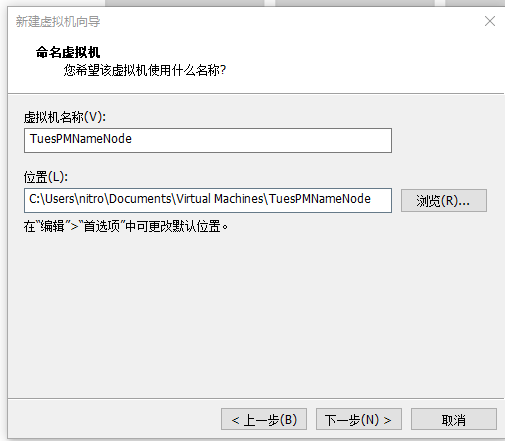 新建虚拟机向导
命名虚拟机
您希望该虚拟机使用什么名称?
虚拟机名称(V):
TuesPMNameNode
位置(L):
C:\Users\nitro\Documents\Virtual Machines\TuesPMNameNode
浏览(R)...
在“编辑”>“首选项”中可更改默认位置。
< 上一步(B)
下一步(N) >
取消